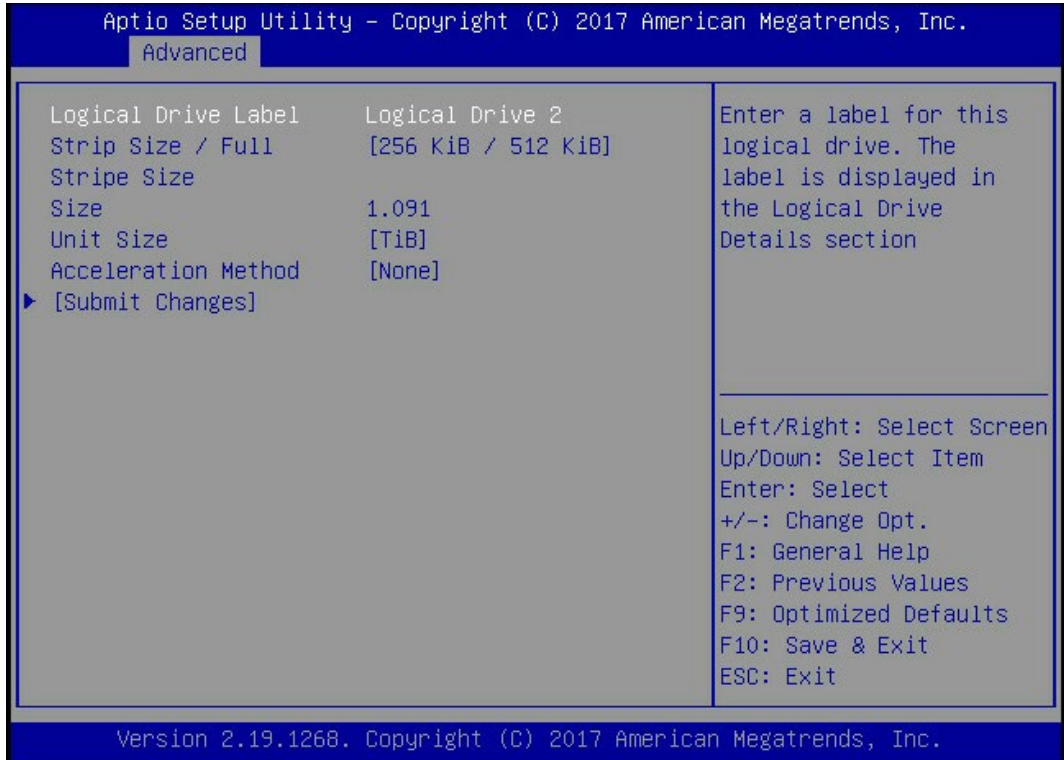 Aptio Setup Utility – Copyright (C) 2017 American Megatrends, Inc.
Advanced
Logical Drive Label Logical Drive 2
Strip Size / Full [256 KiB / 512 KiB]
Stripe Size
Size 1.091
Unit Size [TiB]
Acceleration Method [None]
▶ [Submit Changes]
Enter a label for this
logical drive. The
label is displayed in
the Logical Drive
Details section
Left/Right: Select Screen
Up/Down: Select Item
Enter: Select
+/-: Change Opt.
F1: General Help
F2: Previous Values
F9: Optimized Defaults
F10: Save & Exit
ESC: Exit
Version 2.19.1268. Copyright (C) 2017 American Megatrends, Inc.